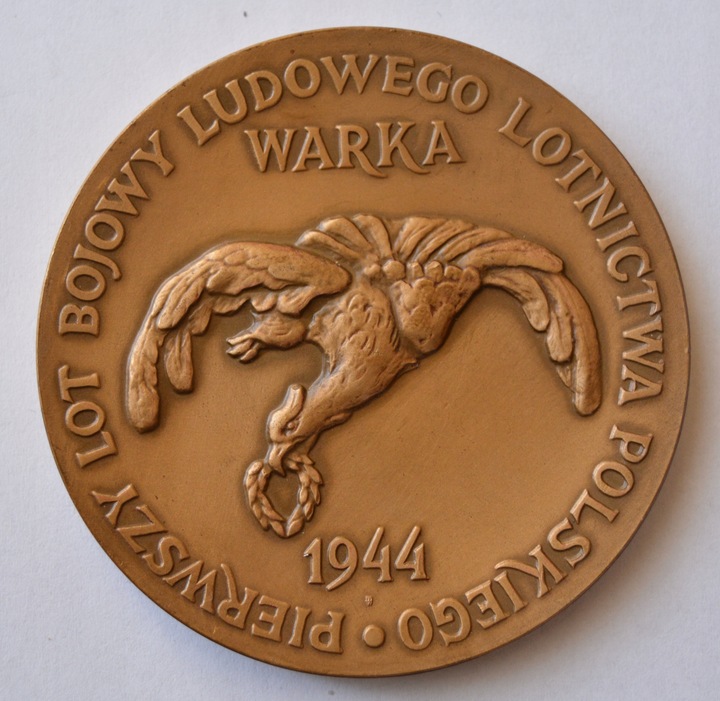 PIERWSZY LOT BOJOWY LUDOWEGO LOTNICTWA POLSKIEGO •
WARKA
1944